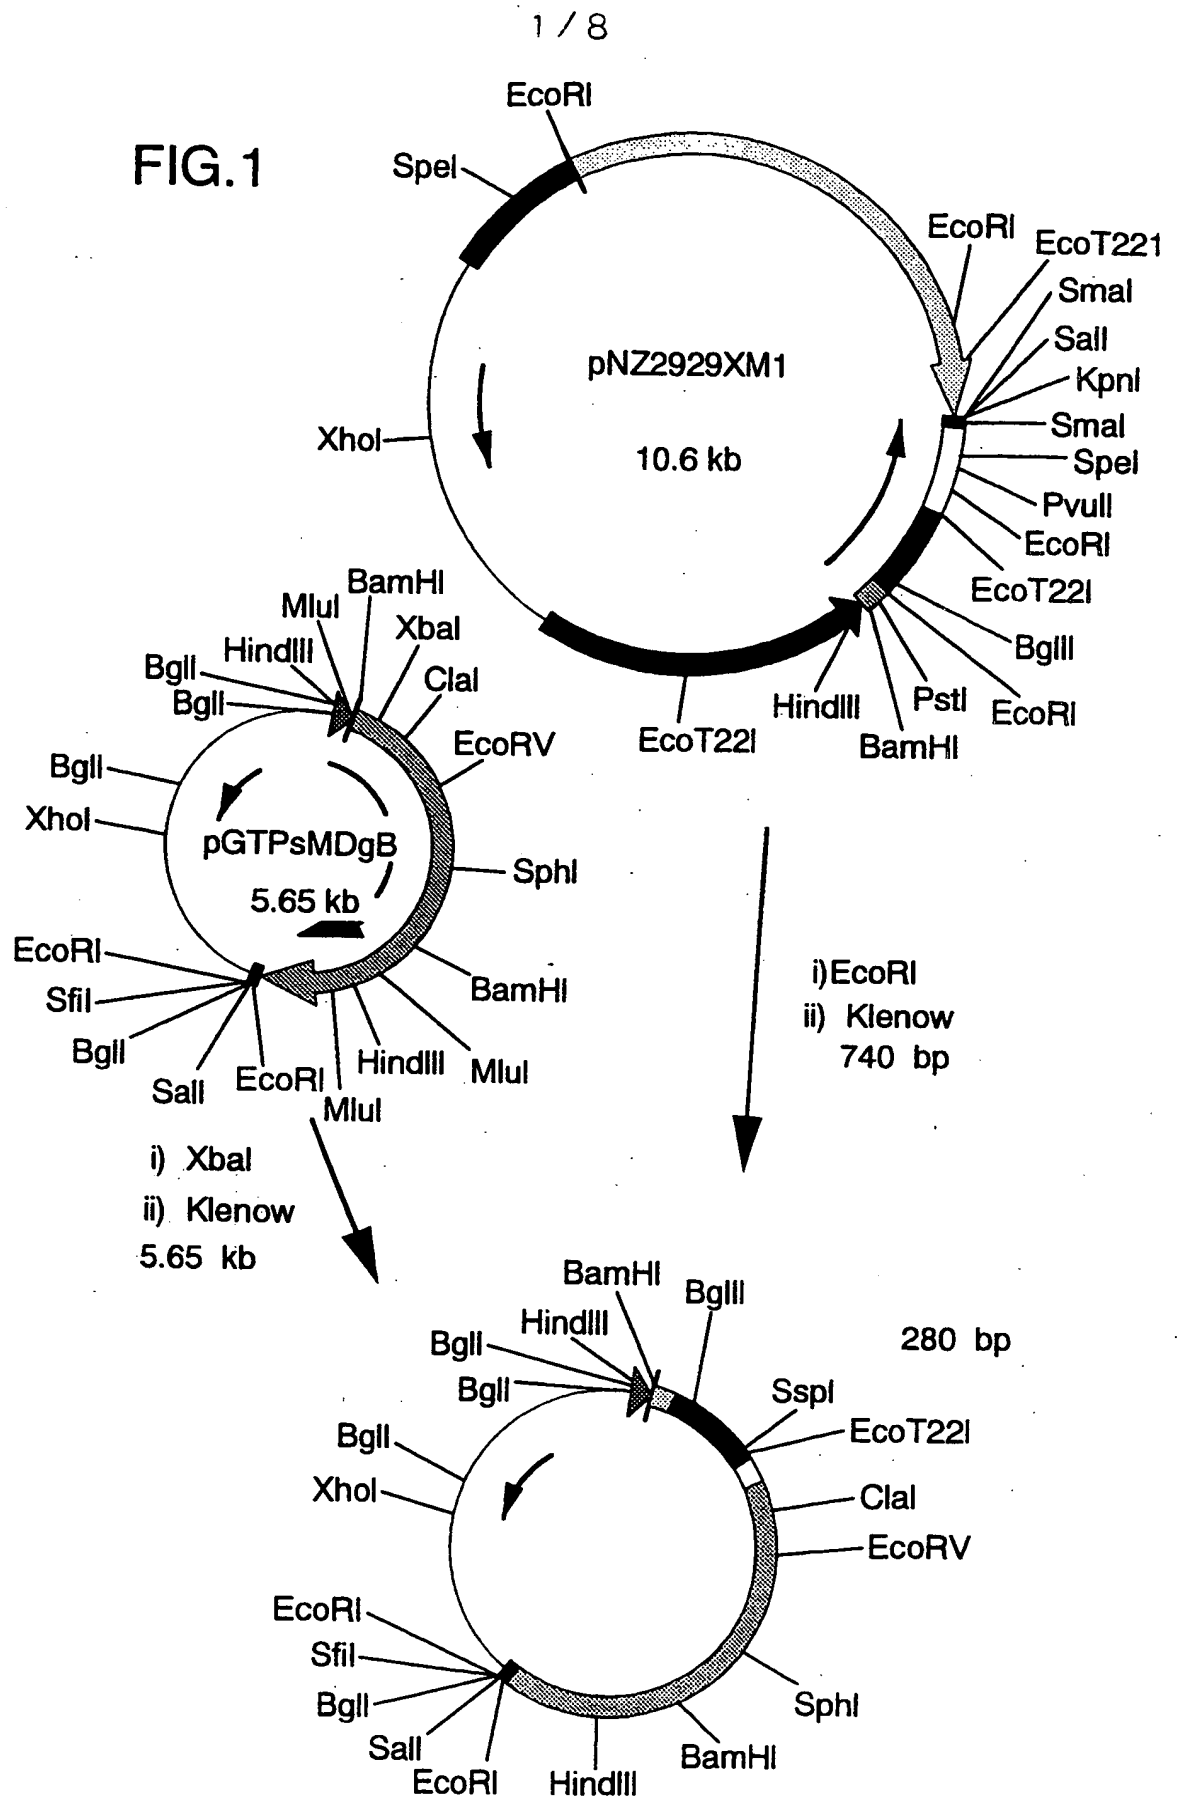 1 / 8
FIG.1
EcoRI
SpeI
EcoRI
EcoT221
SmaI
SalI
KpnI
SmaI
SpeI
PvuII
EcoRI
EcoT22I
BglII
EcoRI
PstI
BamHI
HindIII
EcoT22I
XhoI
pNZ2929XM1
10.6 kb
BamHI
MluI
XbaI
HindIII
ClaI
BglI
BglI
EcoRV
BglI
XhoI
pGTPsMDgB
5.65 kb
SphI
EcoRI
SfiI
BglI
SalI
EcoRI
MluI
HindIII
MluI
BamHI
i)EcoRI
ii) Klenow
740 bp
i) XbaI
ii) Klenow
5.65 kb
BamHI
BglII
HindIII
280 bp
BglI
BglI
SspI
EcoT22I
BglI
XhoI
ClaI
EcoRV
EcoRI
SfiI
BglI
SalI
EcoRI
HindIII
BamHI
SphI